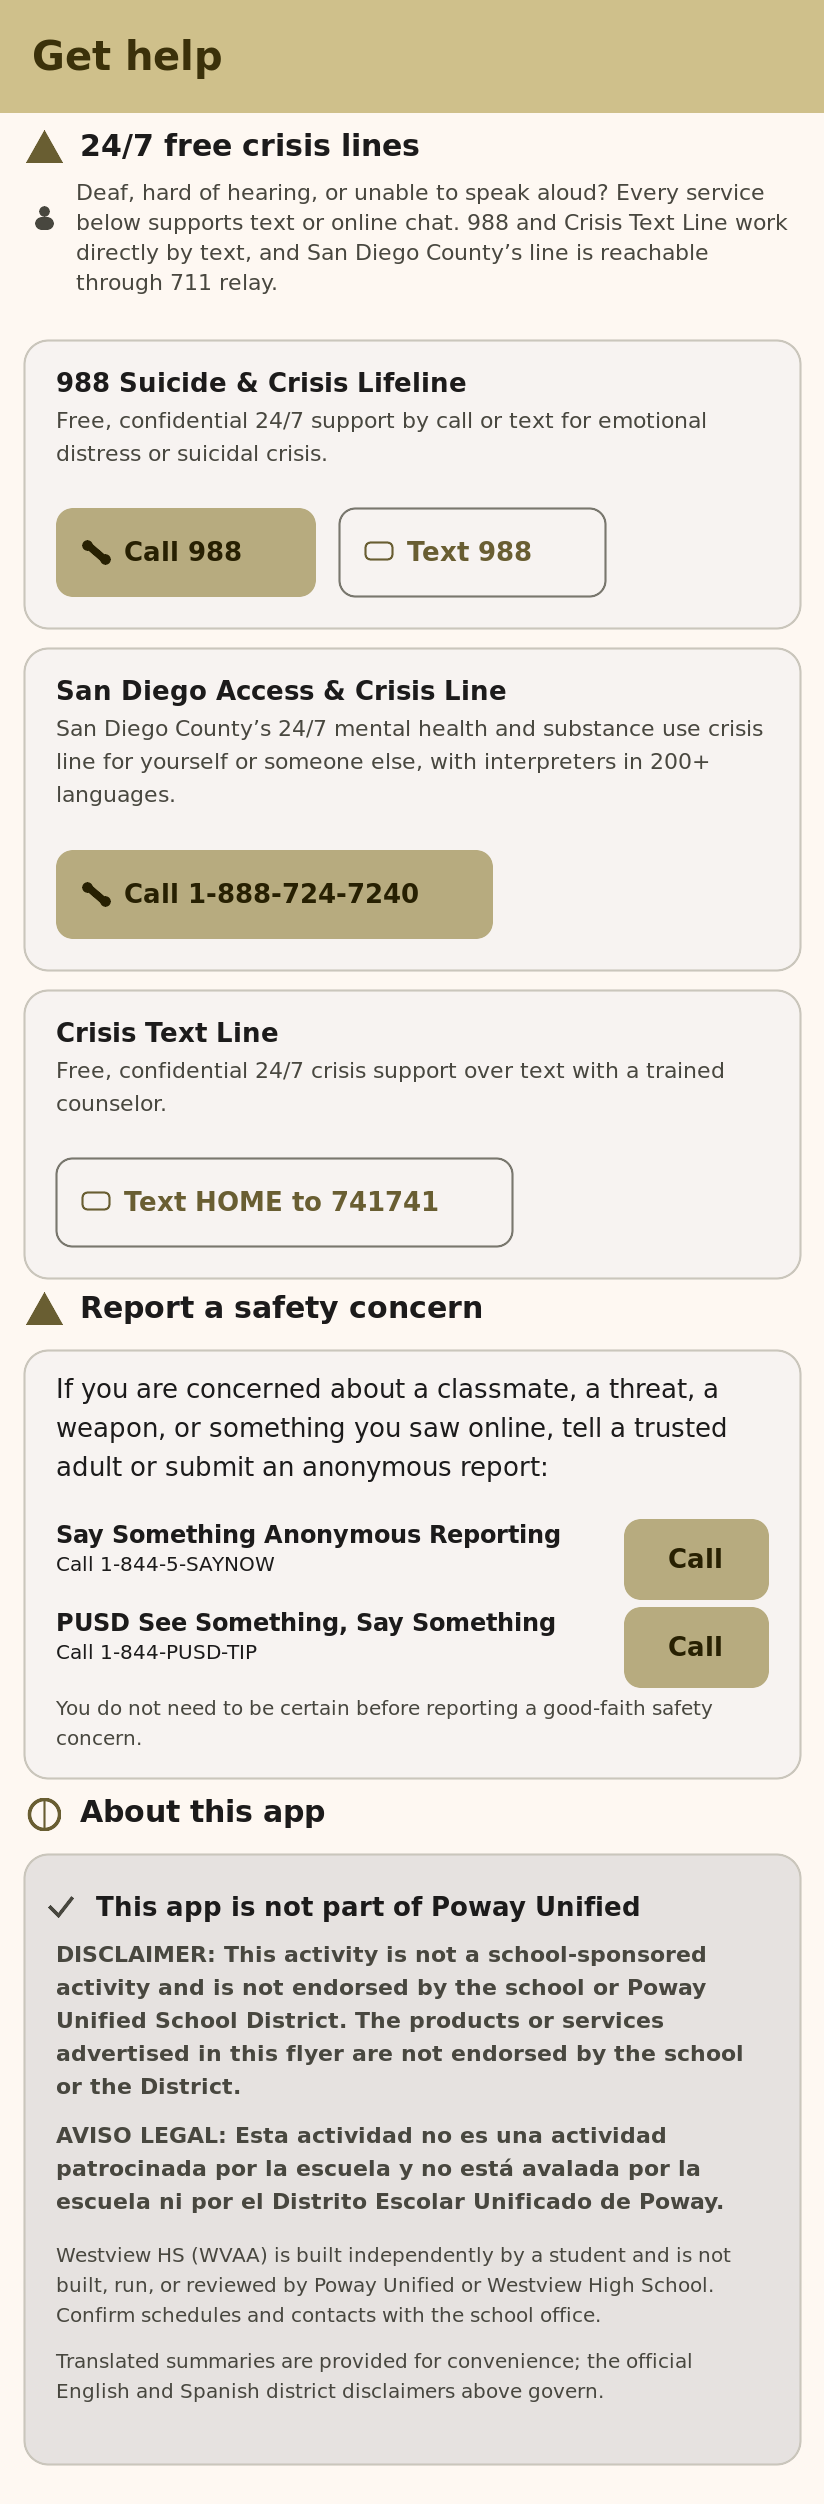 Get help
24/7 free crisis lines
Deaf, hard of hearing, or unable to speak aloud? Every service
below supports text or online chat. 988 and Crisis Text Line work
directly by text, and San Diego County’s line is reachable
through 711 relay.
988 Suicide & Crisis Lifeline
Free, confidential 24/7 support by call or text for emotional
distress or suicidal crisis.
Call 988
Text 988
San Diego Access & Crisis Line
San Diego County’s 24/7 mental health and substance use crisis
line for yourself or someone else, with interpreters in 200+
languages.
Call 1-888-724-7240
Crisis Text Line
Free, confidential 24/7 crisis support over text with a trained
counselor.
Text HOME to 741741
Report a safety concern
If you are concerned about a classmate, a threat, a
weapon, or something you saw online, tell a trusted
adult or submit an anonymous report:
Say Something Anonymous Reporting
Call 1-844-5-SAYNOW
Call
PUSD See Something, Say Something
Call 1-844-PUSD-TIP
Call
You do not need to be certain before reporting a good-faith safety
concern.
About this app
This app is not part of Poway Unified
DISCLAIMER: This activity is not a school-sponsored
activity and is not endorsed by the school or Poway
Unified School District. The products or services
advertised in this flyer are not endorsed by the school
or the District.
AVISO LEGAL: Esta actividad no es una actividad
patrocinada por la escuela y no está avalada por la
escuela ni por el Distrito Escolar Unificado de Poway.
Westview HS (WVAA) is built independently by a student and is not
built, run, or reviewed by Poway Unified or Westview High School.
Confirm schedules and contacts with the school office.
Translated summaries are provided for convenience; the official
English and Spanish district disclaimers above govern.